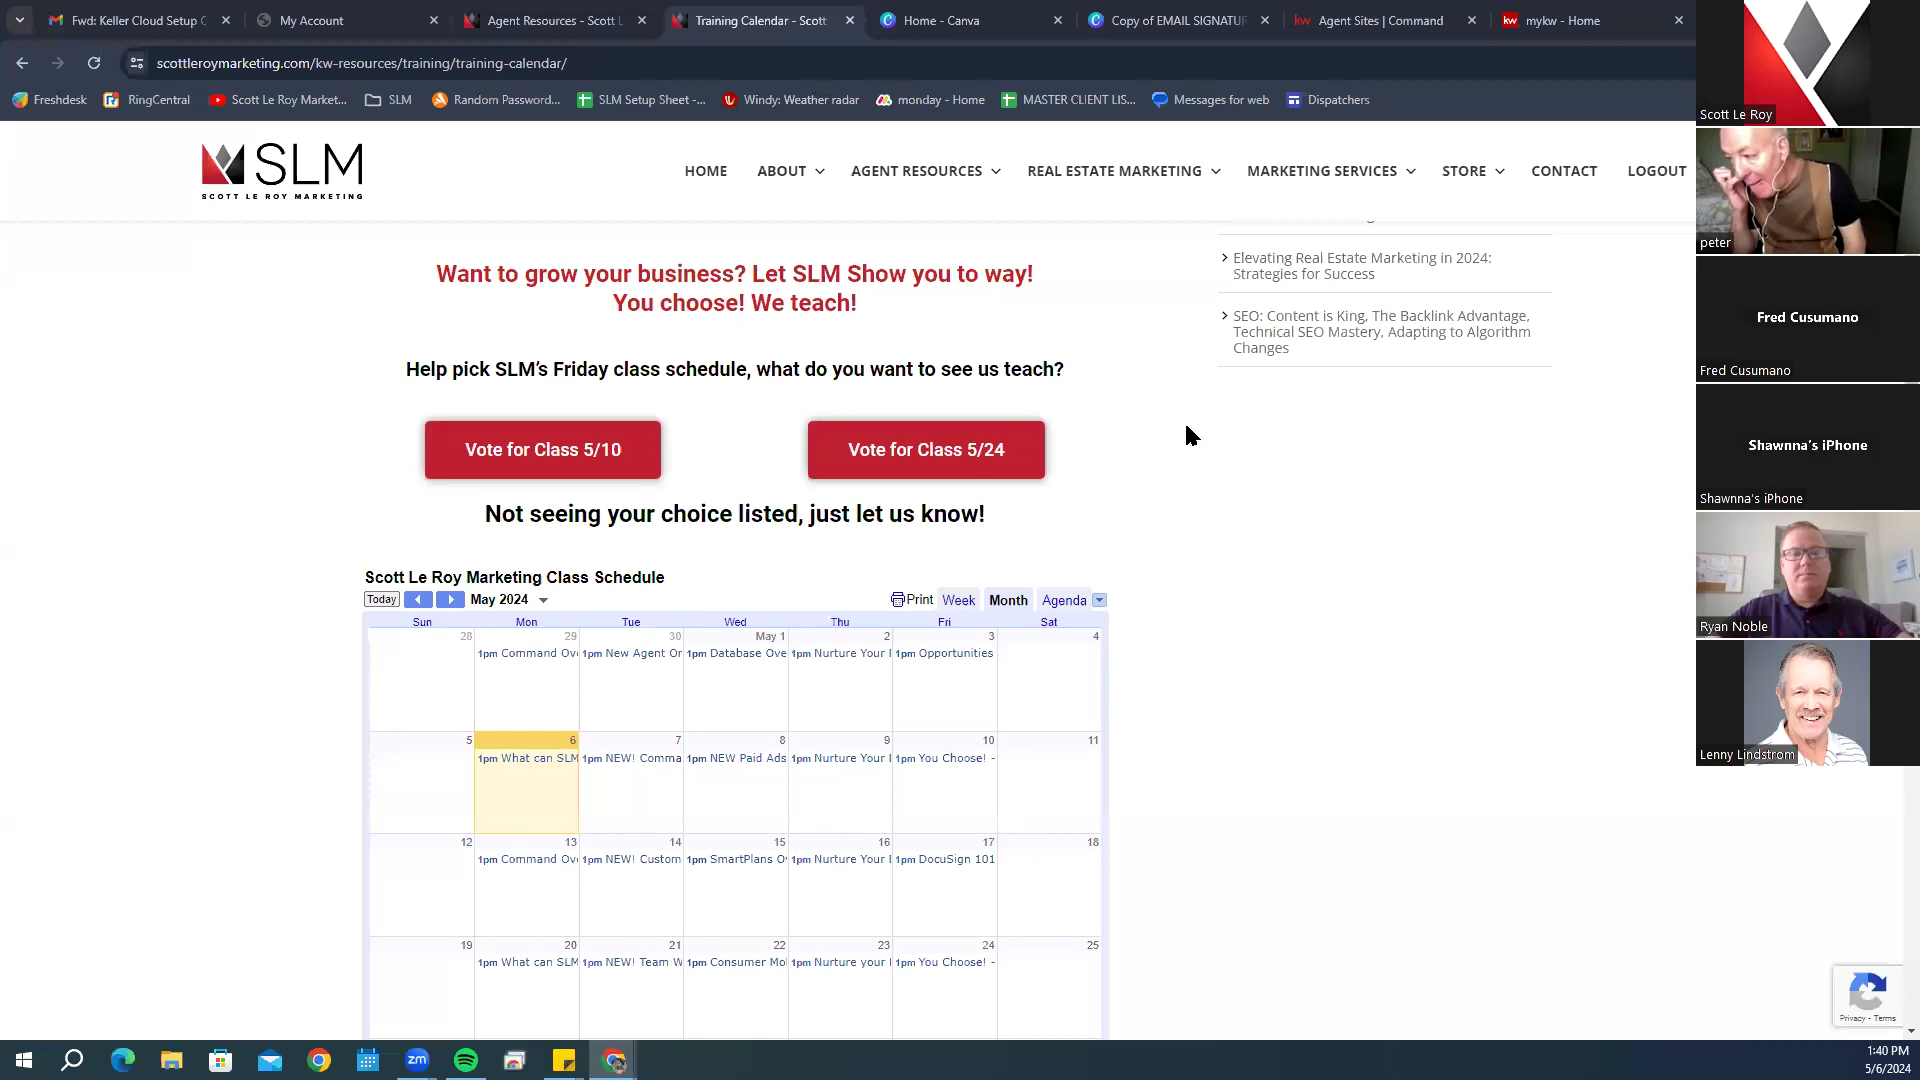 Fwd: Keller Cloud Setup C
My Account
Agent Resources - Scott L
Training Calendar - Scott
Home - Canva
Copy of EMAIL SIGNATUR
Agent Sites | Command
mykw - Home
scottleroymarketing.com/kw-resources/training/training-calendar/
Freshdesk
RingCentral
Scott Le Roy Market...
SLM
Random Password...
SLM Setup Sheet -...
Windy: Weather radar
monday - Home
MASTER CLIENT LIS...
Messages for web
Dispatchers
SLM
SCOTT LE ROY MARKETING
HOME
ABOUT
AGENT RESOURCES
REAL ESTATE MARKETING
MARKETING SERVICES
STORE
CONTACT
LOGOUT
Want to grow your business? Let SLM Show you to way!
You choose! We teach!
Help pick SLM's Friday class schedule, what do you want to see us teach?
Vote for Class 5/10
Vote for Class 5/24
Not seeing your choice listed, just let us know!
Elevating Real Estate Marketing in 2024:
Strategies for Success
SEO: Content is King, The Backlink Advantage,
Technical SEO Mastery, Adapting to Algorithm
Changes
Scott Le Roy Marketing Class Schedule
Today
May 2024
Print
Week
Month
Agenda
Sun Mon Tue Wed Thu Fri Sat
28 29 30 May 1 2 3 4
1pm Command Ov
1pm New Agent Or
1pm Database Ove
1pm Nurture Your
1pm Opportunities
5 6 7 8 9 10 11
1pm What can SLM
1pm NEW! Comma
1pm NEW Paid Ads
1pm Nurture Your
1pm You Choose! -
12 13 14 15 16 17 18
1pm Command Ov
1pm NEW! Custom
1pm SmartPlans O
1pm Nurture Your
1pm DocuSign 101
19 20 21 22 23 24 25
1pm What can SLM
1pm NEW! Team W
1pm Consumer Mo
1pm Nurture your
1pm You Choose! -
Scott Le Roy
peter
Fred Cusumano
Fred Cusumano
Shawnna's iPhone
Shawnna's iPhone
Ryan Noble
Lenny Lindstrom
Privacy - Terms
kw
kw
zm
1:40 PM
5/6/2024